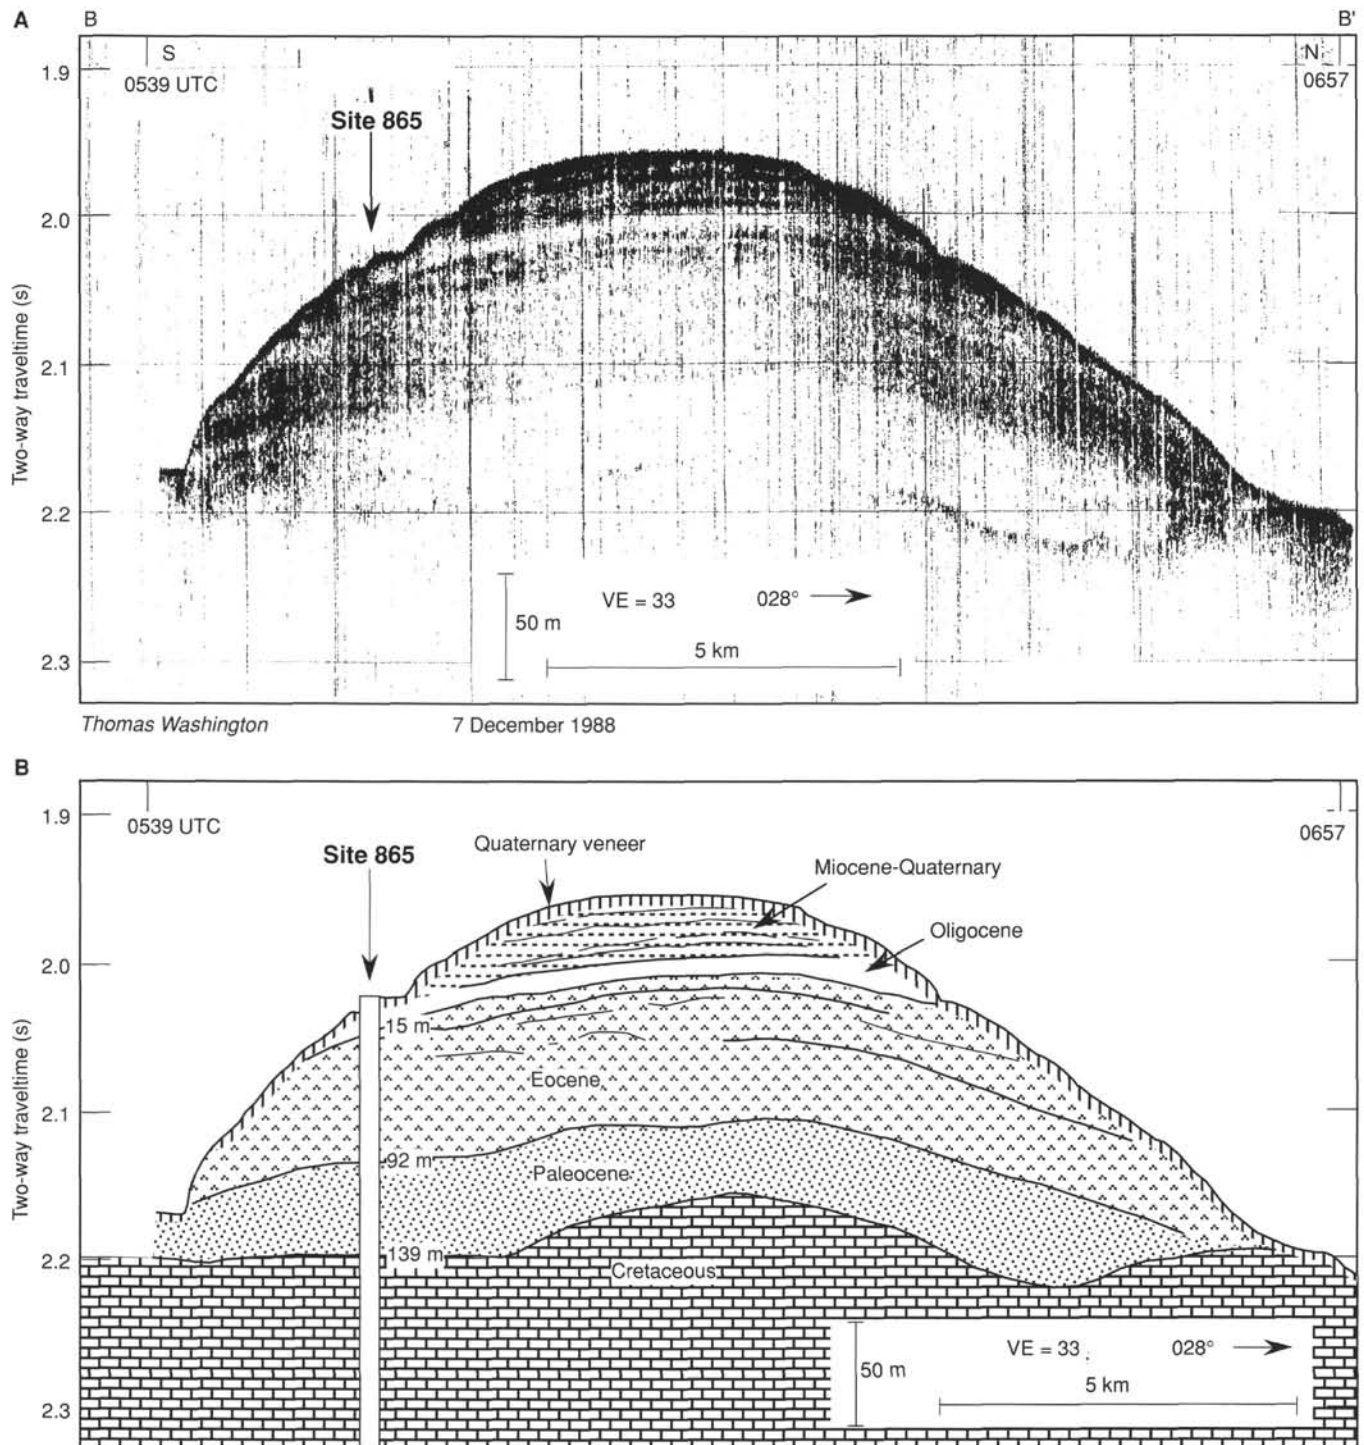 A
B
B'
S
N
0539 UTC
0657
1.9
Site 865
2.0
2.1
2.2
2.3
Two-way traveltime (s)
VE = 33
028°
50 m
5 km
Thomas Washington
7 December 1988
B
1.9
0539 UTC
0657
Site 865
Quaternary veneer
Miocene-Quaternary
Oligocene
2.0
15 m
Eocene
2.1
92 m
Paleocene
139 m
2.2
Cretaceous
VE = 33
028°
50 m
5 km
2.3
Two-way traveltime (s)